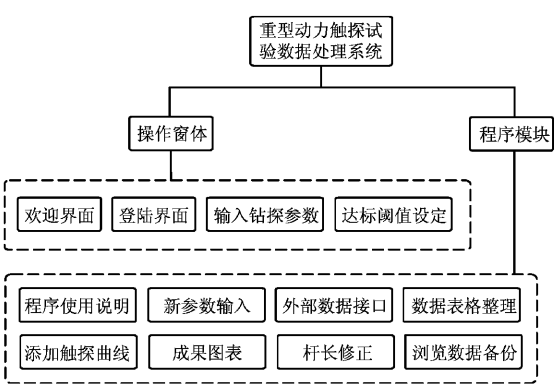 重型动力触探试
验数据处理系统
操作窗体
程序模块
欢迎界面
登陆界面
输入钻探参数
达标阈值设定
程序使用说明
新参数输入
外部数据接口
数据表格整理
添加触探曲线
成果图表
杆长修正
浏览数据备份